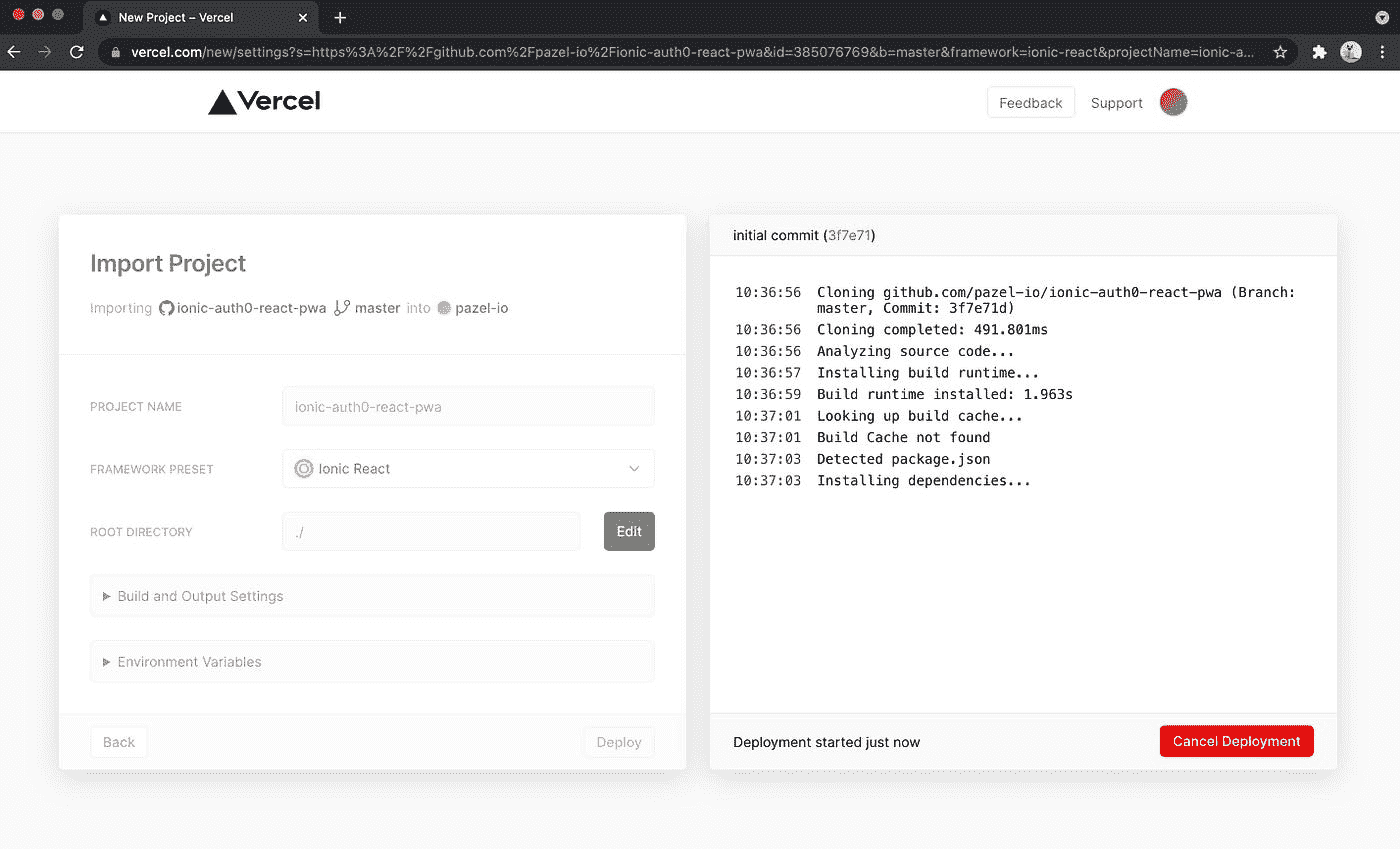 New Project – Vercel
vercel.com/new/settings?s=https%3A%2F%2Fgithub.com%2Fpazel-io%2Fionic-auth0-react-pwa&id=385076769&b=master&framework=ionic-react&projectName=ionic-a...
Vercel
Feedback
Support
Import Project
Importing ionic-auth0-react-pwa master into pazel-io
PROJECT NAME
ionic-auth0-react-pwa
FRAMEWORK PRESET
Ionic React
ROOT DIRECTORY
./
Edit
Build and Output Settings
Environment Variables
Back
Deploy
initial commit (3f7e71)
10:36:56 Cloning github.com/pazel-io/ionic-auth0-react-pwa (Branch:
master, Commit: 3f7e71d)
10:36:56 Cloning completed: 491.801ms
10:36:56 Analyzing source code...
10:36:57 Installing build runtime...
10:36:59 Build runtime installed: 1.963s
10:37:01 Looking up build cache...
10:37:01 Build Cache not found
10:37:03 Detected package.json
10:37:03 Installing dependencies...
Deployment started just now
Cancel Deployment